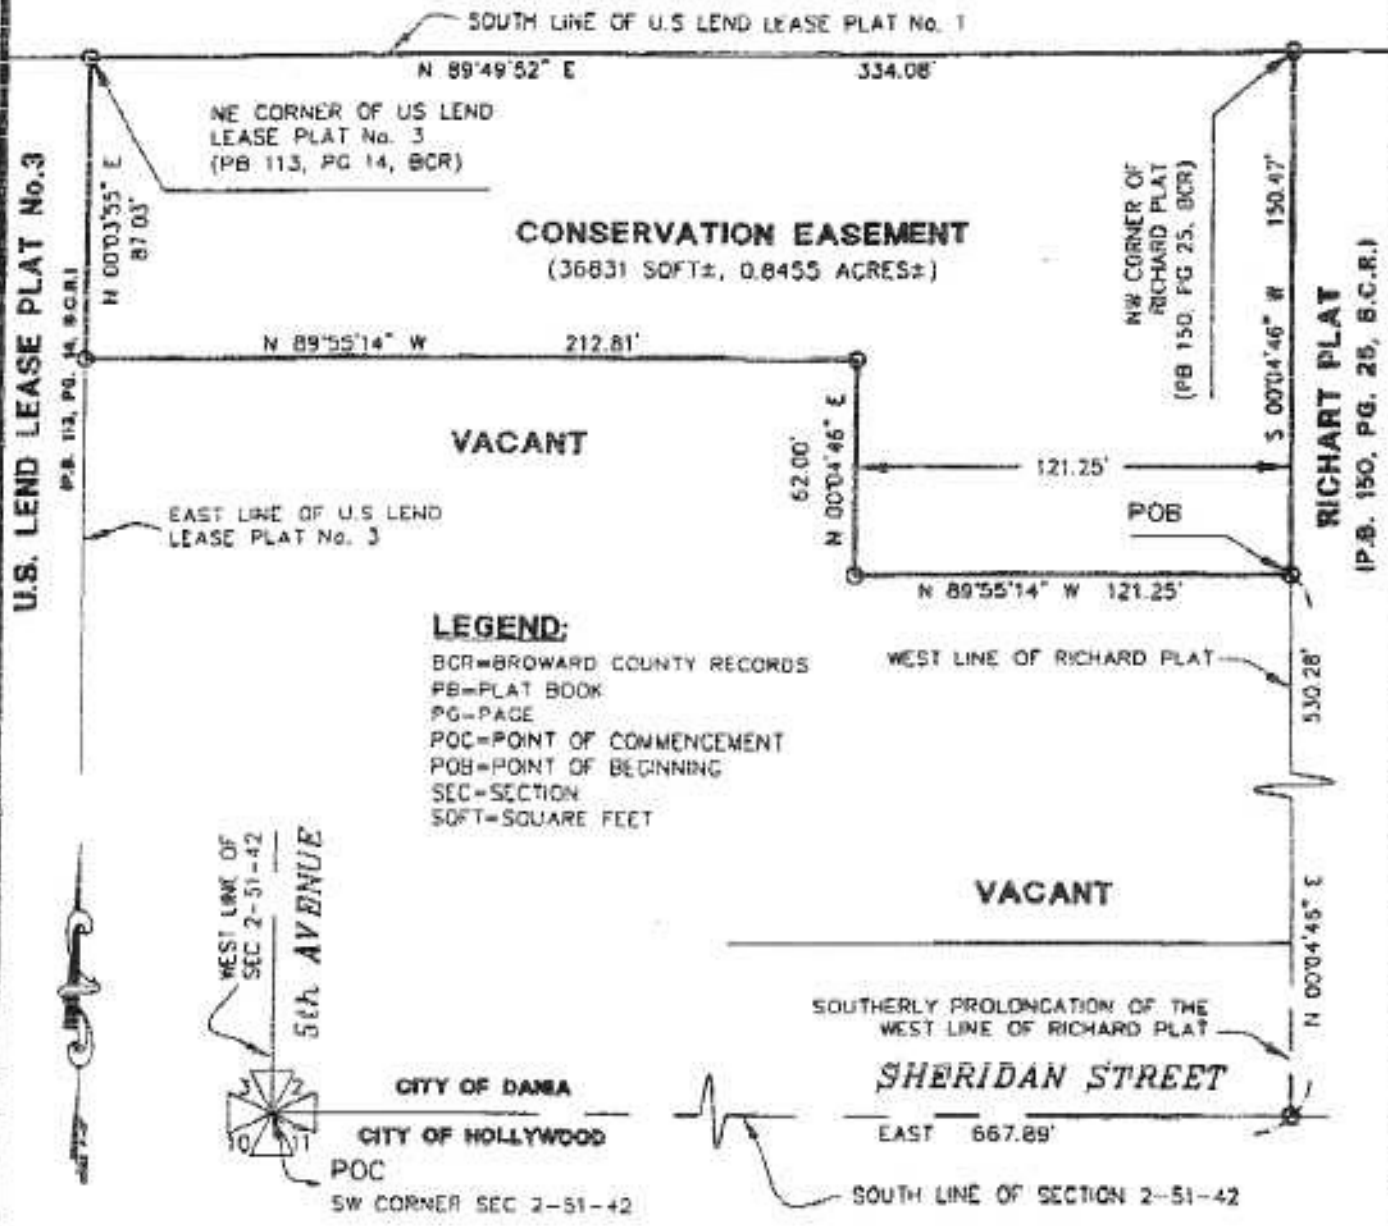 SOUTH LINE OF U.S LEND LEASE PLAT No. 1
N 89°49'52" E 334.08'
NE CORNER OF US LEND
LEASE PLAT No. 3
(PB 113, PG 14, BCR)
U.S. LEND LEASE PLAT No.3
(P.B. 113, PG. 14, B.C.R.)
N 00°03'55" E
87.03'
CONSERVATION EASEMENT
(36831 SQFT±, 0.8455 ACRES±)
NW CORNER OF
RICHARD PLAT
(PB 150, PG 25, BCR)
S 00°04'46" W 150.47'
RICHART PLAT
(P.B. 150, PG. 25, B.C.R.)
N 89°55'14" W 212.81'
VACANT
62.00'
N 00°04'46" E
121.25'
POB
EAST LINE OF U.S LEND
LEASE PLAT No. 3
N 89°55'14" W 121.25'
LEGEND:
BCR=BROWARD COUNTY RECORDS
PB=PLAT BOOK
PG=PAGE
POC=POINT OF COMMENCEMENT
POB=POINT OF BEGINNING
SEC=SECTION
SQFT=SQUARE FEET
WEST LINE OF RICHARD PLAT
530.28'
WEST LINE OF
SEC 2-51-42
5th AVENUE
VACANT
N 00°04'46" E
SOUTHERLY PROLONGATION OF THE
WEST LINE OF RICHARD PLAT
SHERIDAN STREET
3 2
10 11
CITY OF DANIA
CITY OF HOLLYWOOD
EAST 667.89'
POC
SW CORNER SEC 2-51-42
SOUTH LINE OF SECTION 2-51-42